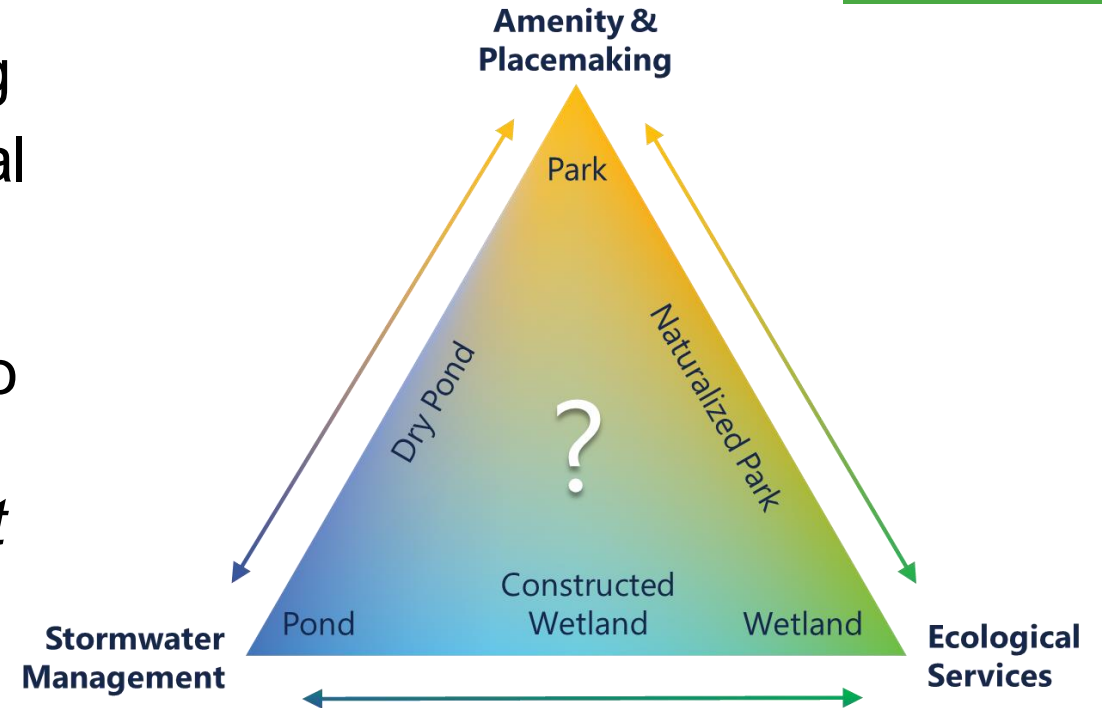 Amenity &
Placemaking
Park
Dry Pond
Naturalized Park
?
Constructed
Wetland
Pond
Wetland
Stormwater
Management
Ecological
Services